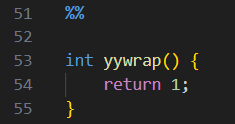 51 %%
52
53 int yywrap() {
54     return 1;
55 }